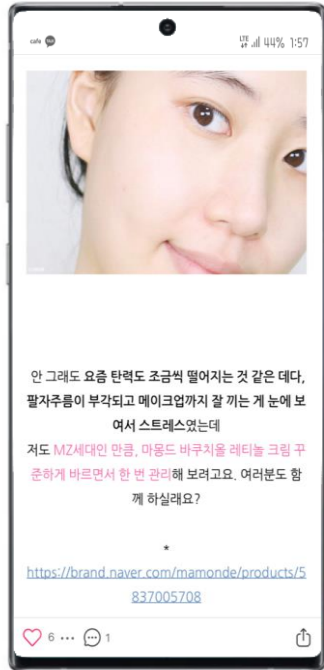 cafe
LTE 44% 1:57
안 그래도 요즘 탄력도 조금씩 떨어지는 것 같은 데다,
팔자주름이 부각되고 메이크업까지 잘 끼는 게 눈에 보
여서 스트레스였는데
저도 MZ세대인 만큼, 마몽드 바쿠치올 레티놀 크림 꾸
준하게 바르면서 한 번 관리해 보려고요. 여러분도 함
께 하실래요?
*
https://brand.naver.com/mamonde/products/5
837005708
6 ... 1